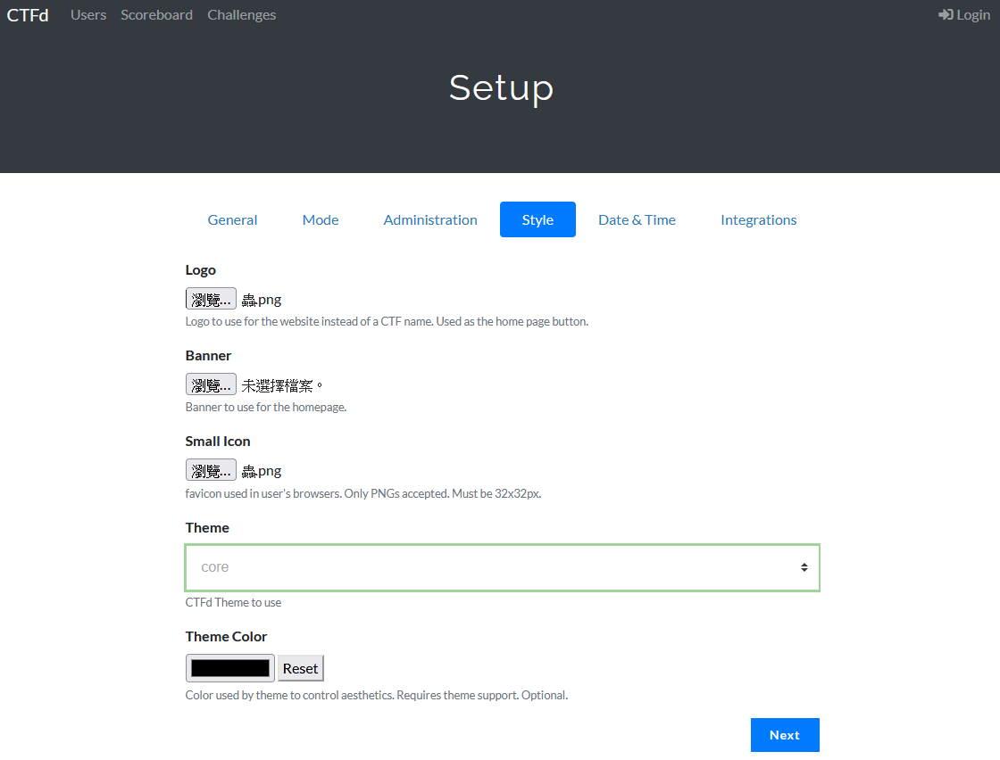 CTFd Users Scoreboard Challenges Login
Setup
General Mode Administration Style Date & Time Integrations
Logo
瀏覽... 蟲.png
Logo to use for the website instead of a CTF name. Used as the home page button.
Banner
瀏覽... 未選擇檔案。
Banner to use for the homepage.
Small Icon
瀏覽... 蟲.png
favicon used in user's browsers. Only PNGs accepted. Must be 32x32px.
Theme
core
CTFd Theme to use
Theme Color
Reset
Color used by theme to control aesthetics. Requires theme support. Optional.
Next